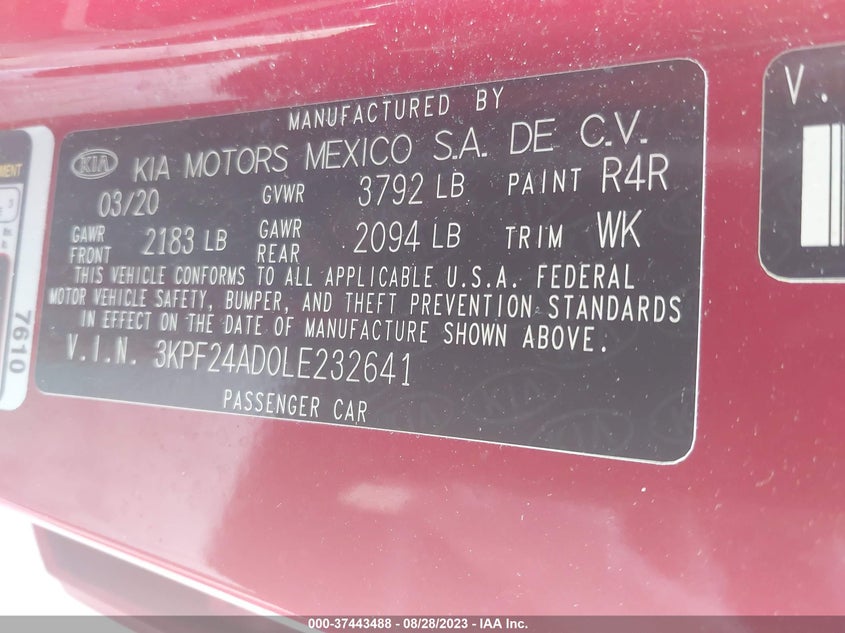 MANUFACTURED BY
KIA KIA MOTORS MEXICO S.A. DE C.V.
03/20 GVWR 3792 LB PAINT R4R
GAWR FRONT 2183 LB GAWR REAR 2094 LB TRIM WK
THIS VEHICLE CONFORMS TO ALL APPLICABLE U.S.A. FEDERAL
MOTOR VEHICLE SAFETY, BUMPER, AND THEFT PREVENTION STANDARDS
IN EFFECT ON THE DATE OF MANUFACTURE SHOWN ABOVE.
V.I.N. 3KPF24AD0LE232641
PASSENGER CAR
7610
V.
000-37443488 - 08/28/2023 - IAA Inc.